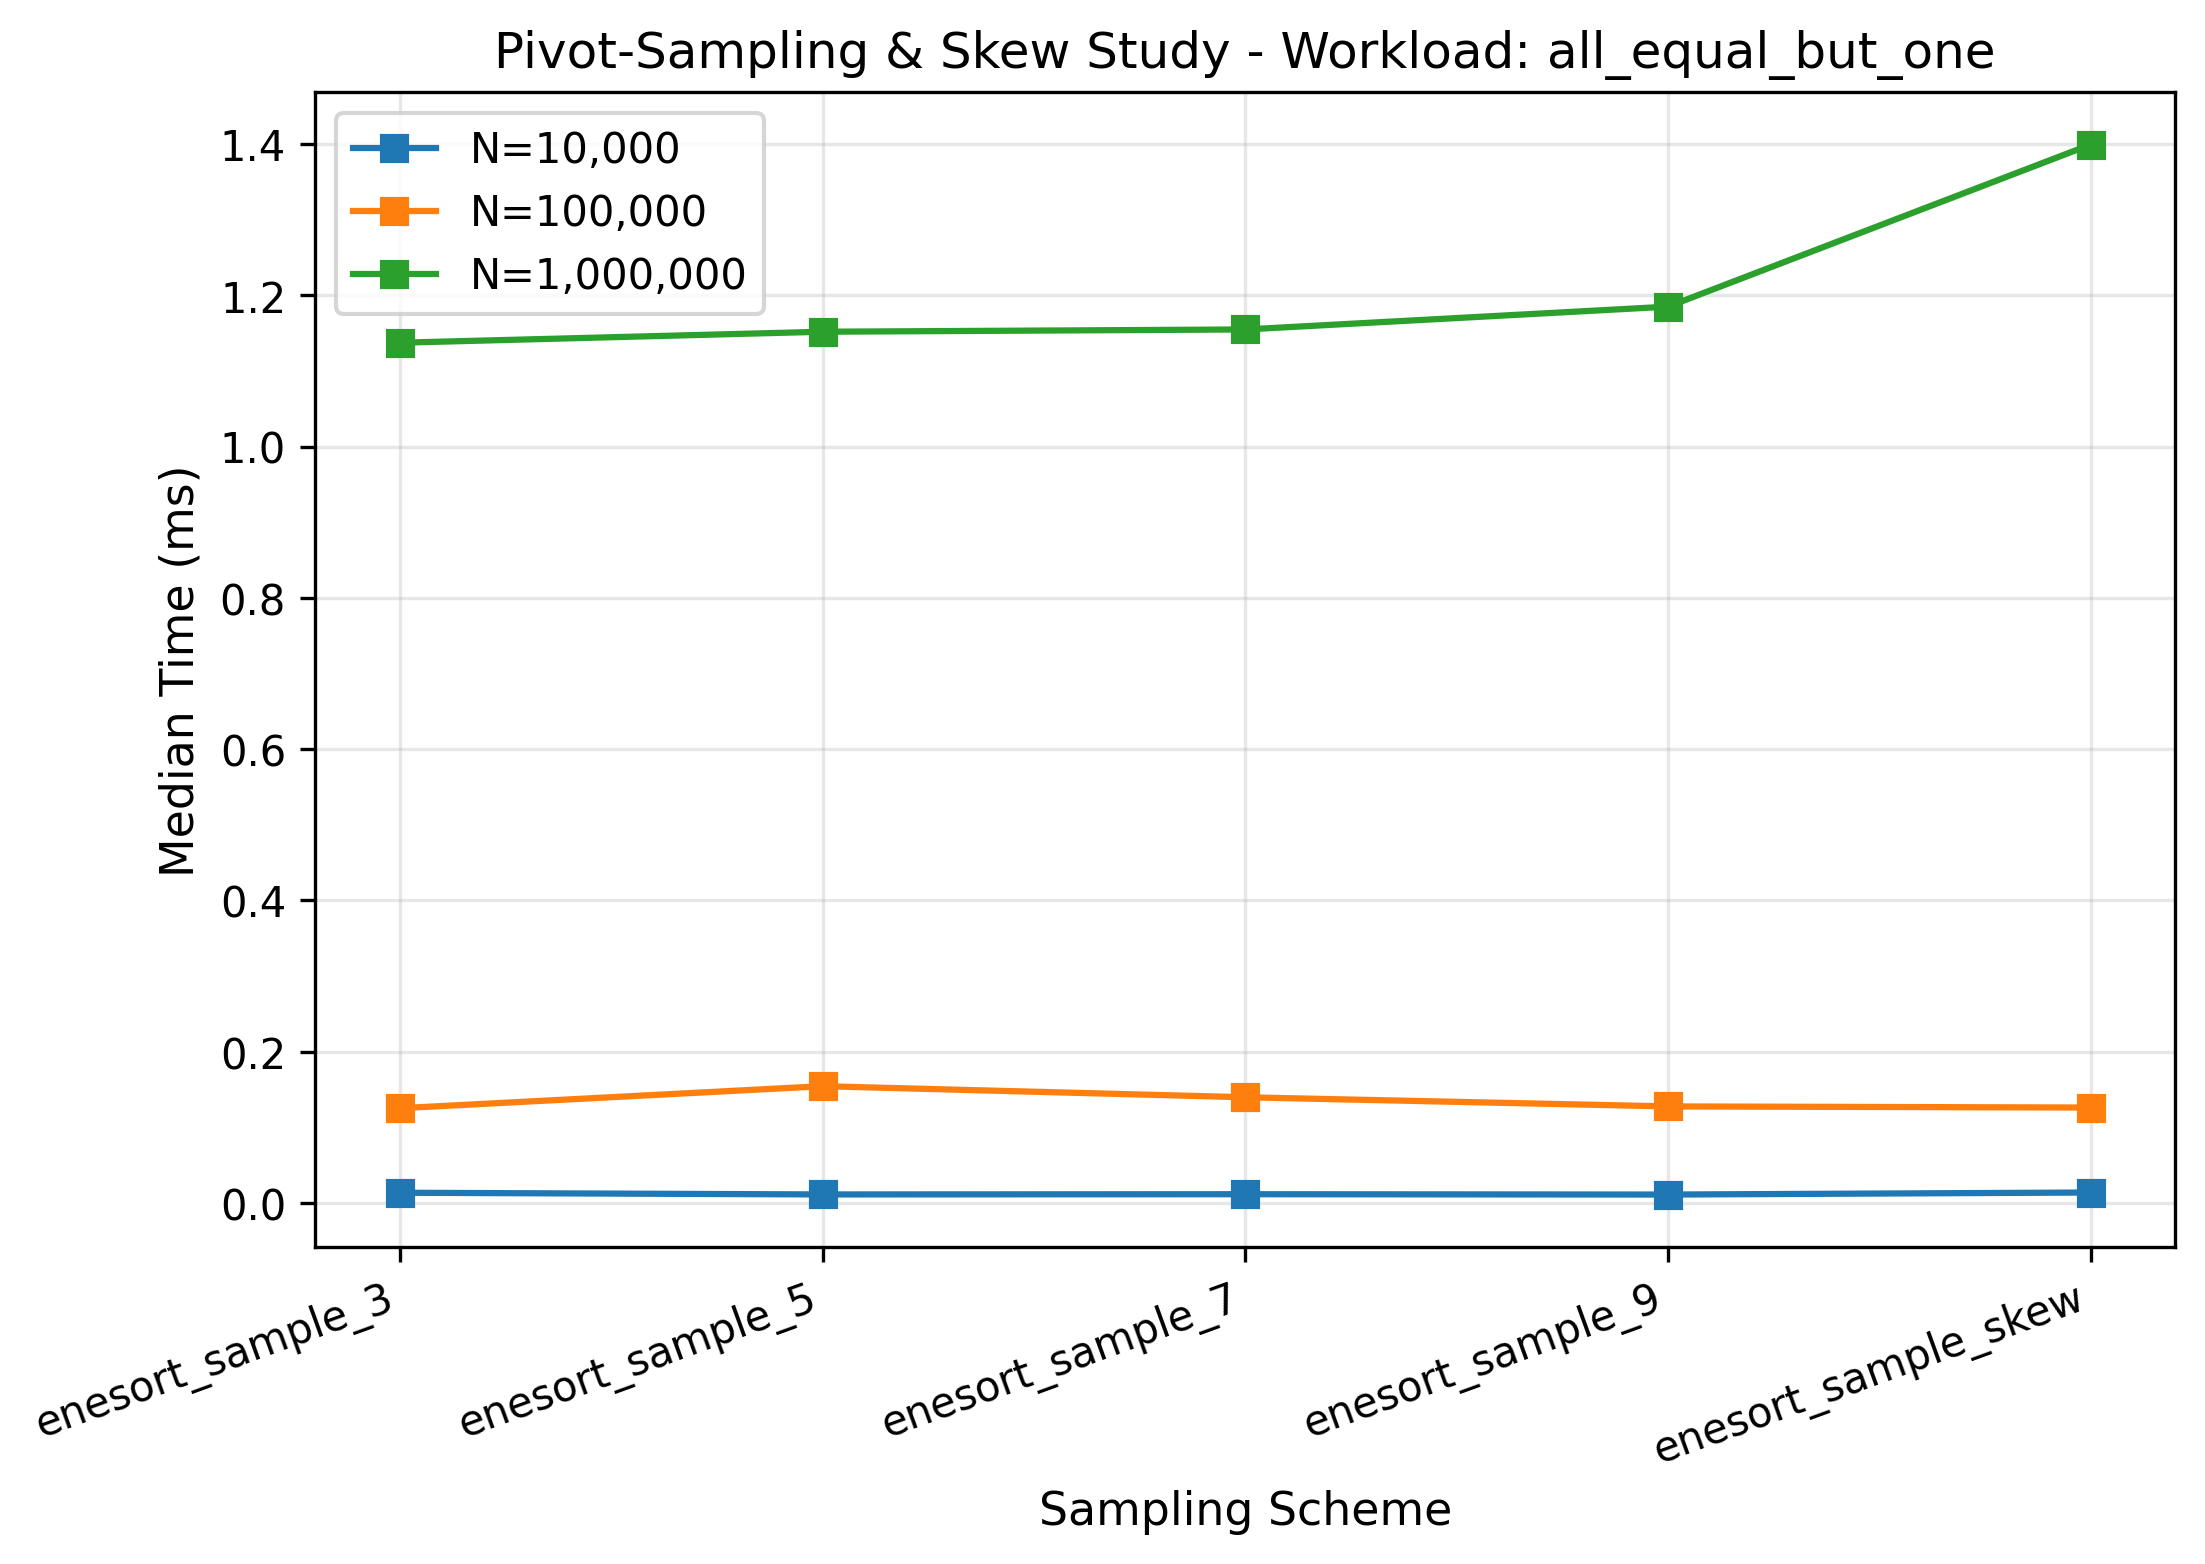 Pivot-Sampling & Skew Study - Workload: all_equal_but_one
N=10,000
N=100,000
N=1,000,000
1.4
1.2
1.0
0.8
0.6
0.4
0.2
0.0
Median Time (ms)
enesort_sample_3
enesort_sample_5
enesort_sample_7
enesort_sample_9
enesort_sample_skew
Sampling Scheme